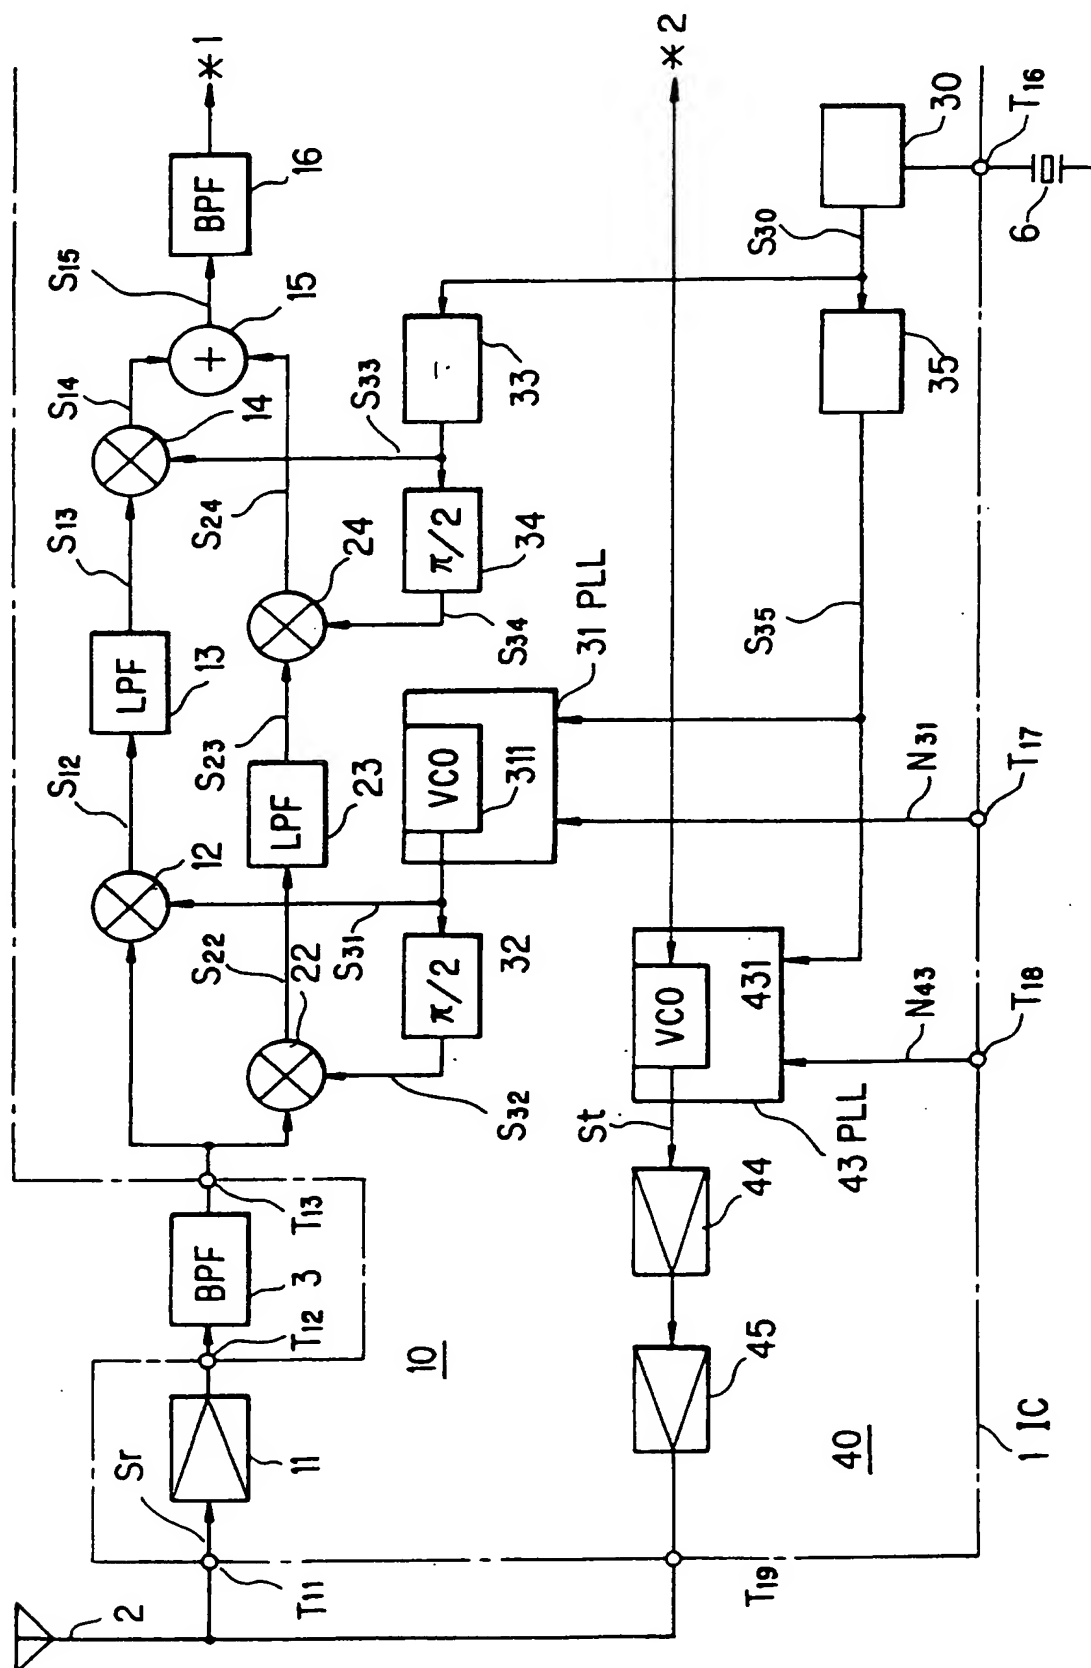 *1
BPF
16
S15
15
+
S14
14
S13
LPF
13
S12
12
S24
24
S23
LPF
23
S22
22
S33
33
-
π/2
34
S34
31 PLL
VCO
311
S31
π/2
32
S32
*2
30
S30
T16
6
35
S35
N31
T17
VCO
431
N43
T18
43 PLL
St
44
45
T13
BPF
3
T12
10
11
Sr
T11
2
40
T19
1 IC